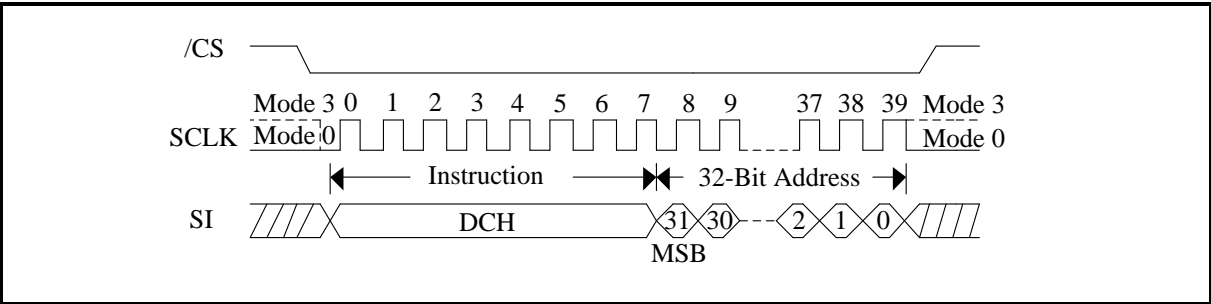 /CS
Mode 3 0 1 2 3 4 5 6 7 8 9 37 38 39 Mode 3
SCLK Mode 0 Mode 0
Instruction 32-Bit Address
SI DCH 31 30 2 1 0
MSB